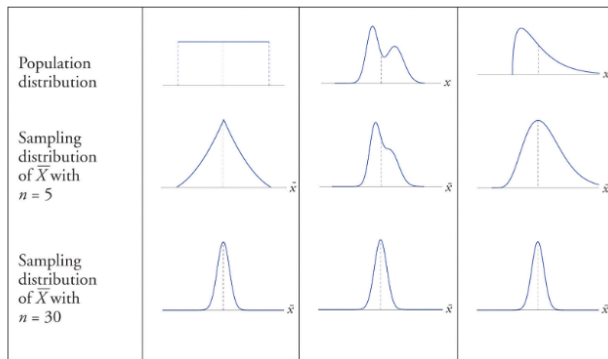 Population
distribution
x
x
Sampling
distribution
of X̅ with
n = 5
x̄
x̄
x̄
Sampling
distribution
of X̅ with
n = 30
x̄
x̄
x̄